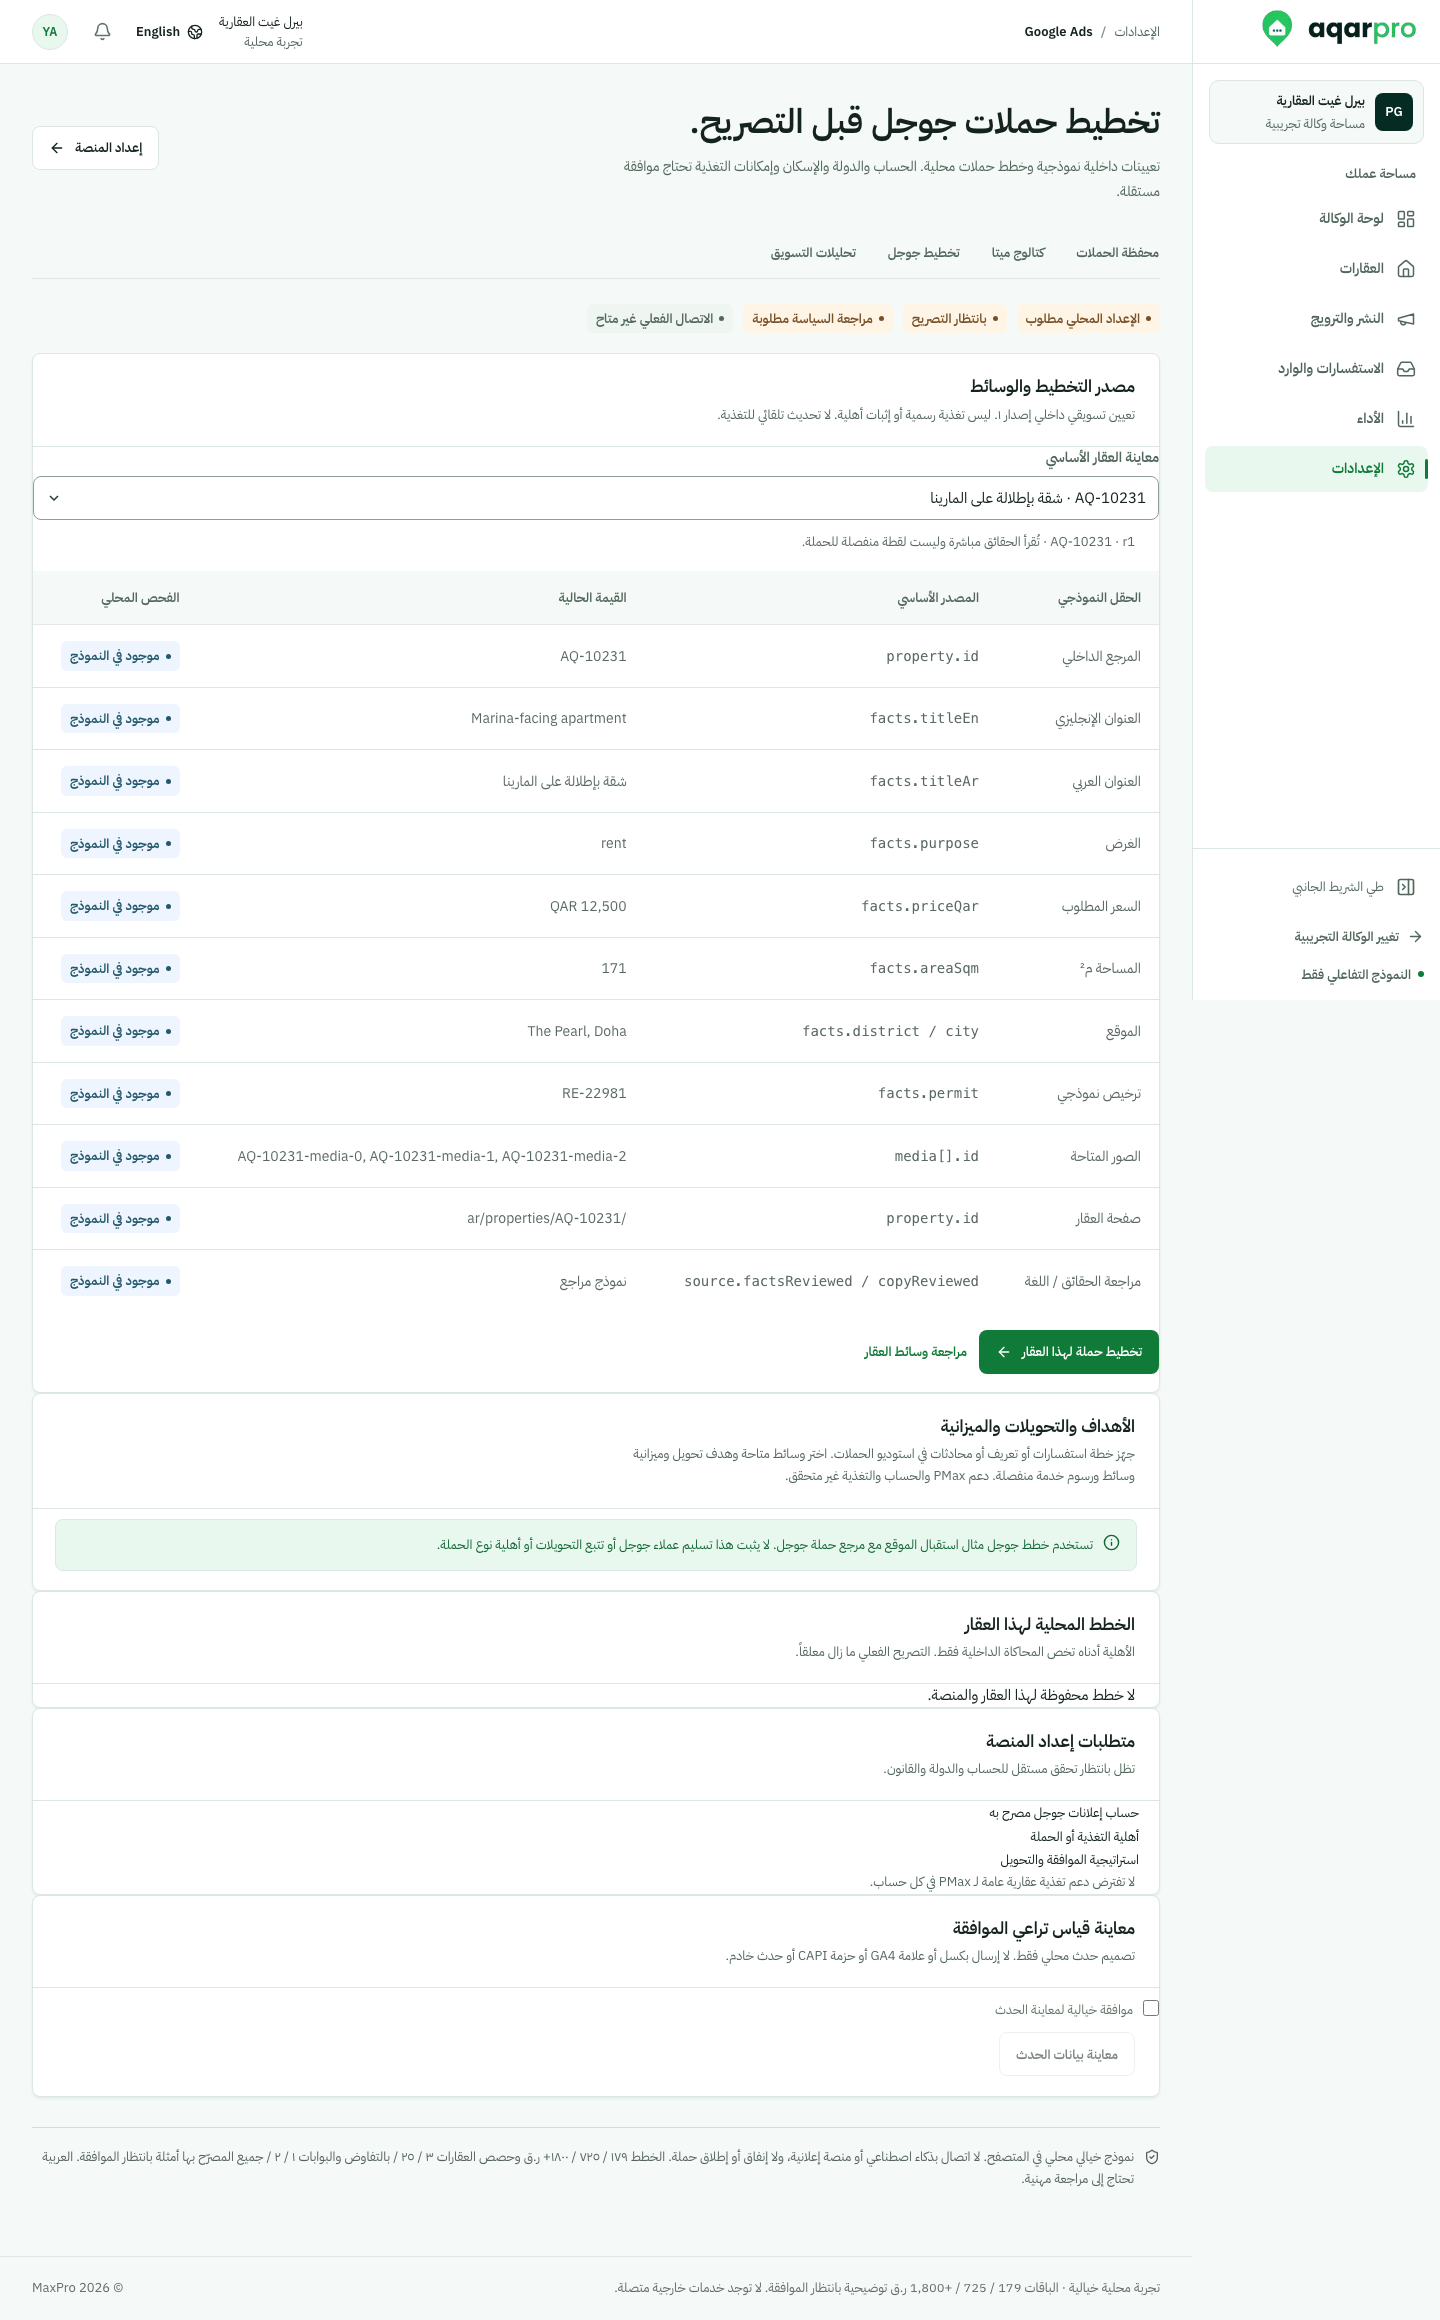 aqarpro
الإعدادات / Google Ads
بيرل غيت العقارية
تجربة محلية
English
YA
PG
بيرل غيت العقارية
مساحة وكالة تجريبية
مساحة عملك
لوحة الوكالة
العقارات
النشر والترويج
الاستفسارات والوارد
الأداء
الإعدادات
طي الشريط الجانبي
تغيير الوكالة التجريبية
النموذج التفاعلي فقط
تخطيط حملات جوجل قبل التصريح.
تعيينات داخلية نموذجية وخطط حملات محلية. الحساب والدولة والإسكان وإمكانات التغذية تحتاج موافقة
مستقلة.
إعداد المنصة
محفظة الحملات
كتالوج ميتا
تخطيط جوجل
تحليلات التسويق
الإعداد المحلي مطلوب
بانتظار التصريح
مراجعة السياسة مطلوبة
الاتصال الفعلي غير متاح
مصدر التخطيط والوسائط
تعيين تسويقي داخلي إصدار ١. ليس تغذية رسمية أو إثبات أهلية. لا تحديث تلقائي للتغذية.
معاينة العقار الأساسي
AQ-10231 · شقة بإطلالة على المارينا
AQ-10231 · r1 · تُقرأ الحقائق مباشرة وليست لقطة منفصلة للحملة.
الحقل النموذجي المصدر الأساسي القيمة الحالية الفحص المحلي
المرجع الداخلي property.id AQ-10231 موجود في النموذج
العنوان الإنجليزي facts.titleEn Marina-facing apartment موجود في النموذج
العنوان العربي facts.titleAr شقة بإطلالة على المارينا موجود في النموذج
الغرض facts.purpose rent موجود في النموذج
السعر المطلوب facts.priceQar QAR 12,500 موجود في النموذج
المساحة م² facts.areaSqm 171 موجود في النموذج
الموقع facts.district / city The Pearl, Doha موجود في النموذج
ترخيص نموذجي facts.permit RE-22981 موجود في النموذج
الصور المتاحة media[].id AQ-10231-media-0, AQ-10231-media-1, AQ-10231-media-2 موجود في النموذج
صفحة العقار property.id ar/properties/AQ-10231/ موجود في النموذج
مراجعة الحقائق / اللغة source.factsReviewed / copyReviewed نموذج مراجع موجود في النموذج
تخطيط حملة لهذا العقار
مراجعة وسائط العقار
الأهداف والتحويلات والميزانية
جهّز خطة استفسارات أو تعريف أو محادثات في استوديو الحملات. اختر وسائط متاحة وهدف تحويل وميزانية
وسائط ورسوم خدمة منفصلة. دعم PMax والحساب والتغذية غير متحقق.
تستخدم خطط جوجل مثال استقبال الموقع مع مرجع حملة جوجل. لا يثبت هذا تسليم عملاء جوجل أو تتبع التحويلات أو أهلية نوع الحملة.
الخطط المحلية لهذا العقار
الأهلية أدناه تخص المحاكاة الداخلية فقط. التصريح الفعلي ما زال معلقاً.
لا خطط محفوظة لهذا العقار والمنصة.
متطلبات إعداد المنصة
تظل بانتظار تحقق مستقل للحساب والدولة والقانون.
حساب إعلانات جوجل مصرح به
أهلية التغذية أو الحملة
استراتيجية الموافقة والتحويل
لا تفترض دعم تغذية عقارية عامة لـ PMax في كل حساب.
معاينة قياس تراعي الموافقة
تصميم حدث محلي فقط. لا إرسال بكسل أو علامة GA4 أو حزمة CAPI أو حدث خادم.
موافقة خيالية لمعاينة الحدث
معاينة بيانات الحدث
نموذج خيالي محلي في المتصفح. لا اتصال بذكاء اصطناعي أو منصة إعلانية، ولا إنفاق أو إطلاق حملة. الخطط ١٧٩ / ٧٢٥ / ١٨٠٠+ ر.ق وحصص العقارات ٣ / ٢٥ / بالتفاوض والبوابات ١ / ٢ / جميع المصرّح بها أمثلة بانتظار الموافقة. العربية
تحتاج إلى مراجعة مهنية.
تجربة محلية خيالية · الباقات 179 / 725 / +1,800 ر.ق توضيحية بانتظار الموافقة. لا توجد خدمات خارجية متصلة.
© 2026 MaxPro